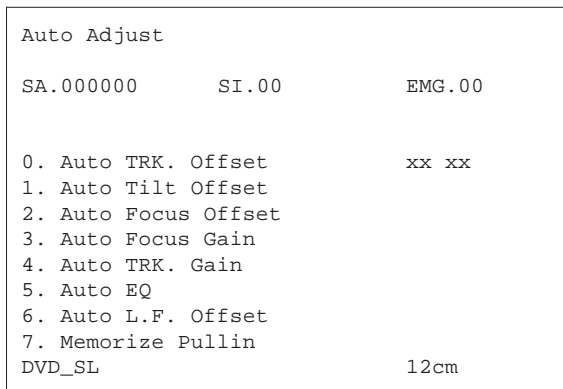 Auto Adjust
SA.000000 SI.00 EMG.00
0. Auto TRK. Offset xx xx
1. Auto Tilt Offset
2. Auto Focus Offset
3. Auto Focus Gain
4. Auto TRK. Gain
5. Auto EQ
6. Auto L.F. Offset
7. Memorize Pullin
DVD_SL 12cm